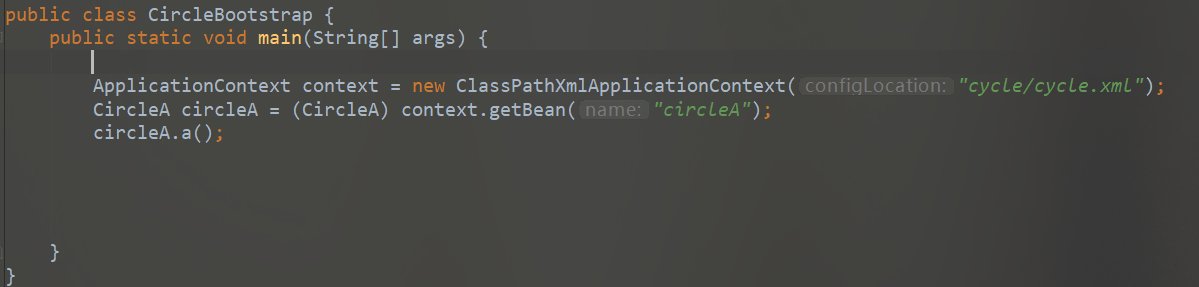 public class CircleBootstrap {
public static void main(String[] args) {
ApplicationContext context = new ClassPathXmlApplicationContext( configLocation: "cycle/cycle.xml");
CircleA circleA = (CircleA) context.getBean( name: "circleA");
circleA.a();
}
}